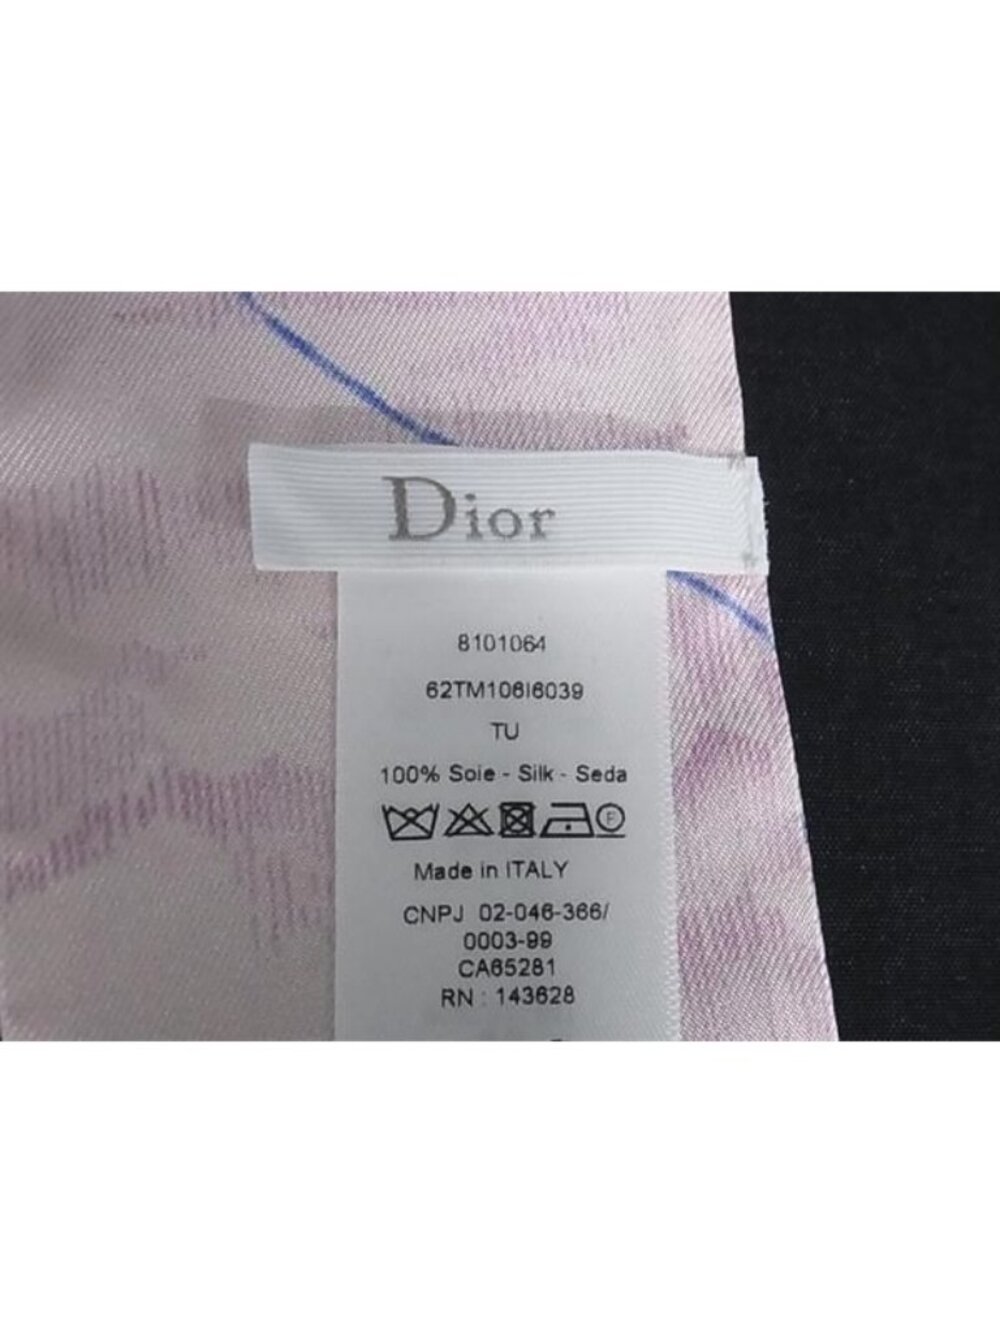 Dior
8101064
62TM106I6039
TU
100% Soie - Silk - Seda
F
Made in ITALY
CNPJ 02-046-366/
0003-99
CA65281
RN : 143628